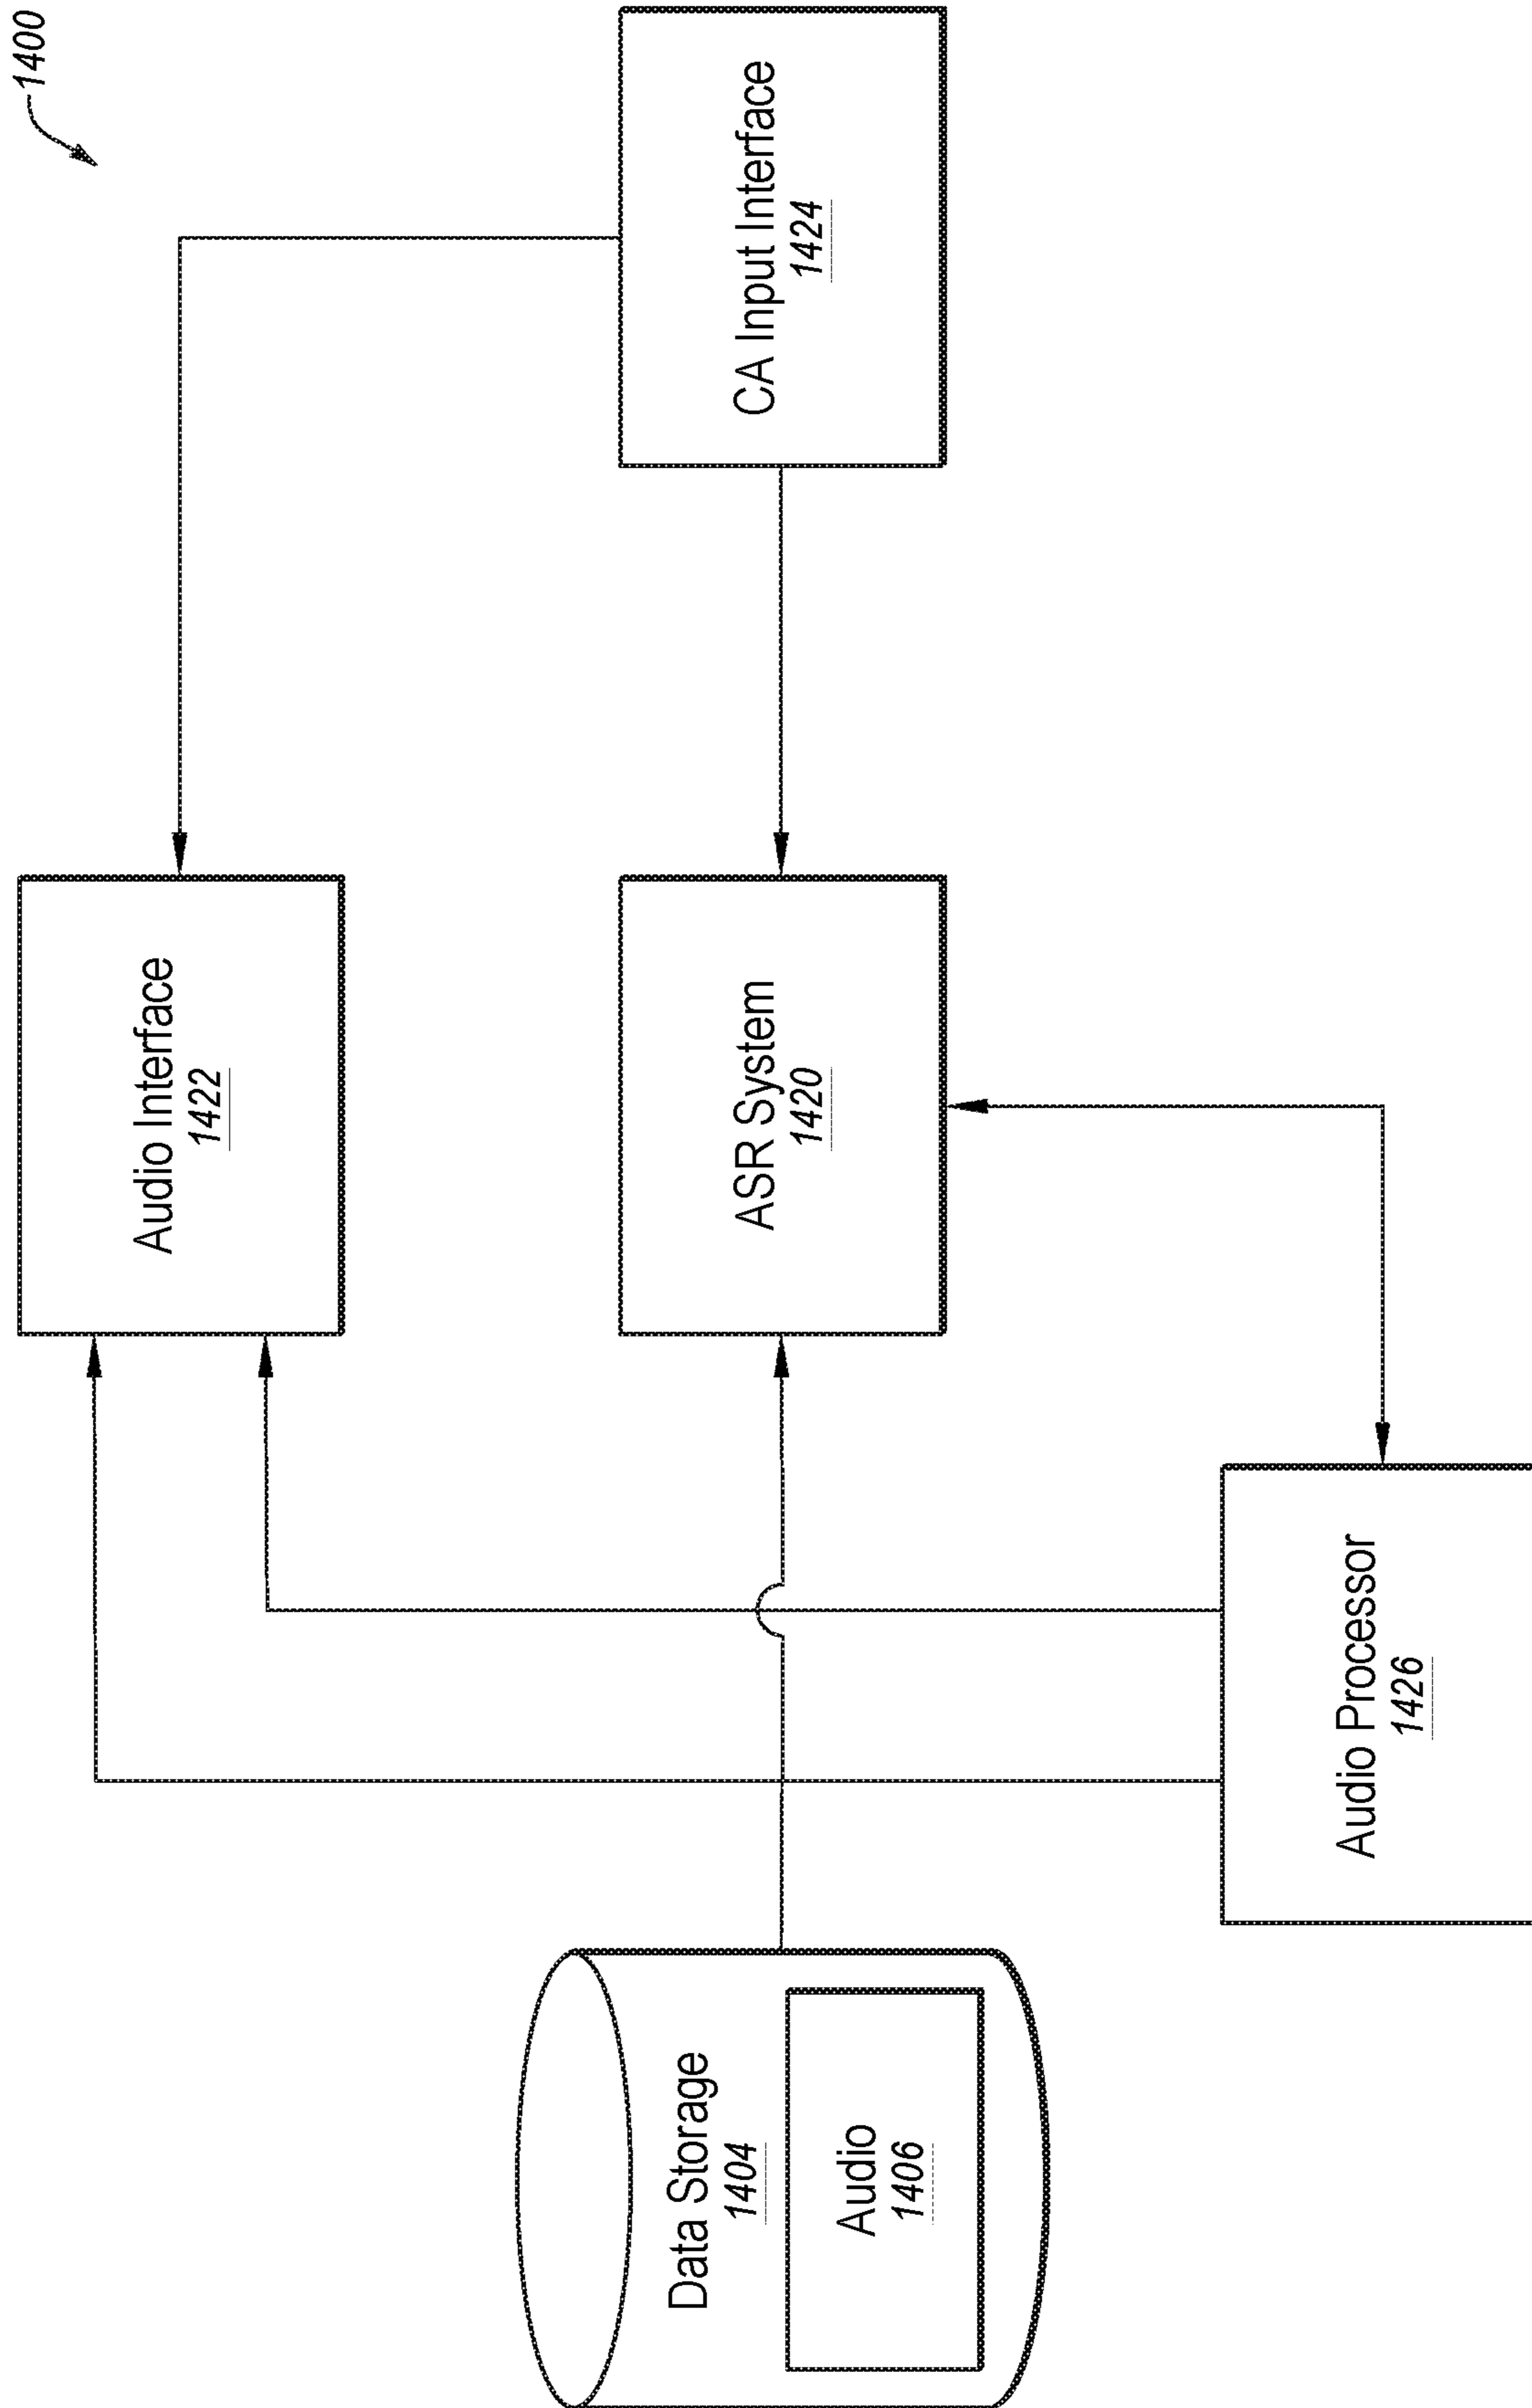 1400
Data Storage
1404
Audio
1406
Audio Interface
1422
ASR System
1420
Audio Processor
1426
CA Input Interface
1424